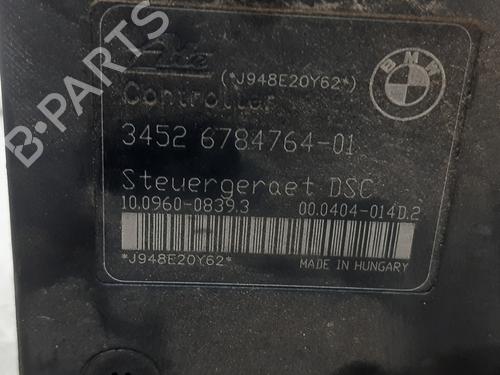 B-PARTS
Ate
(*J948E20Y62*)
BMW
Controller
3452 6784764-01
Steuergeraet DSC
10.0960-0839.3
00.0404-014D.2
*J948E20Y62*
MADE IN HUNGARY